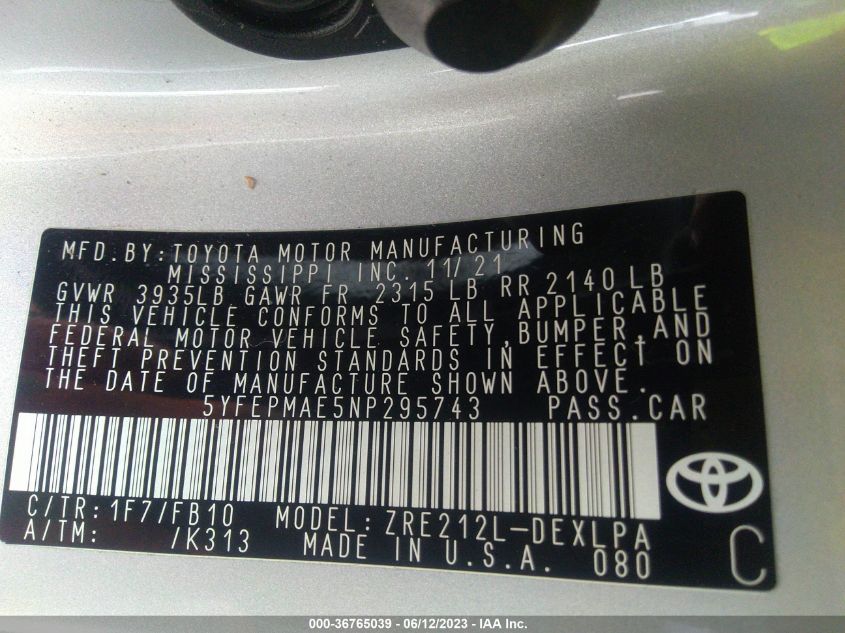 MFD. BY: TOYOTA MOTOR MANUFACTURING
MISSISSIPPI INC. 11/21
GVWR 3935LB GAWR FR 2315 LB RR 2140 LB
THIS VEHICLE CONFORMS TO ALL APPLICABLE
FEDERAL MOTOR VEHICLE SAFETY, BUMPER, AND
THEFT PREVENTION STANDARDS IN EFFECT ON
THE DATE OF MANUFACTURE SHOWN ABOVE.
5YFEPMAE5NP295743 PASS. CAR
C/TR: 1F7/FB10 MODEL: ZRE212L-DEXLPA
A/TM: /K313 MADE IN U.S.A. 080 C
000-36765039 - 06/12/2023 - IAA Inc.